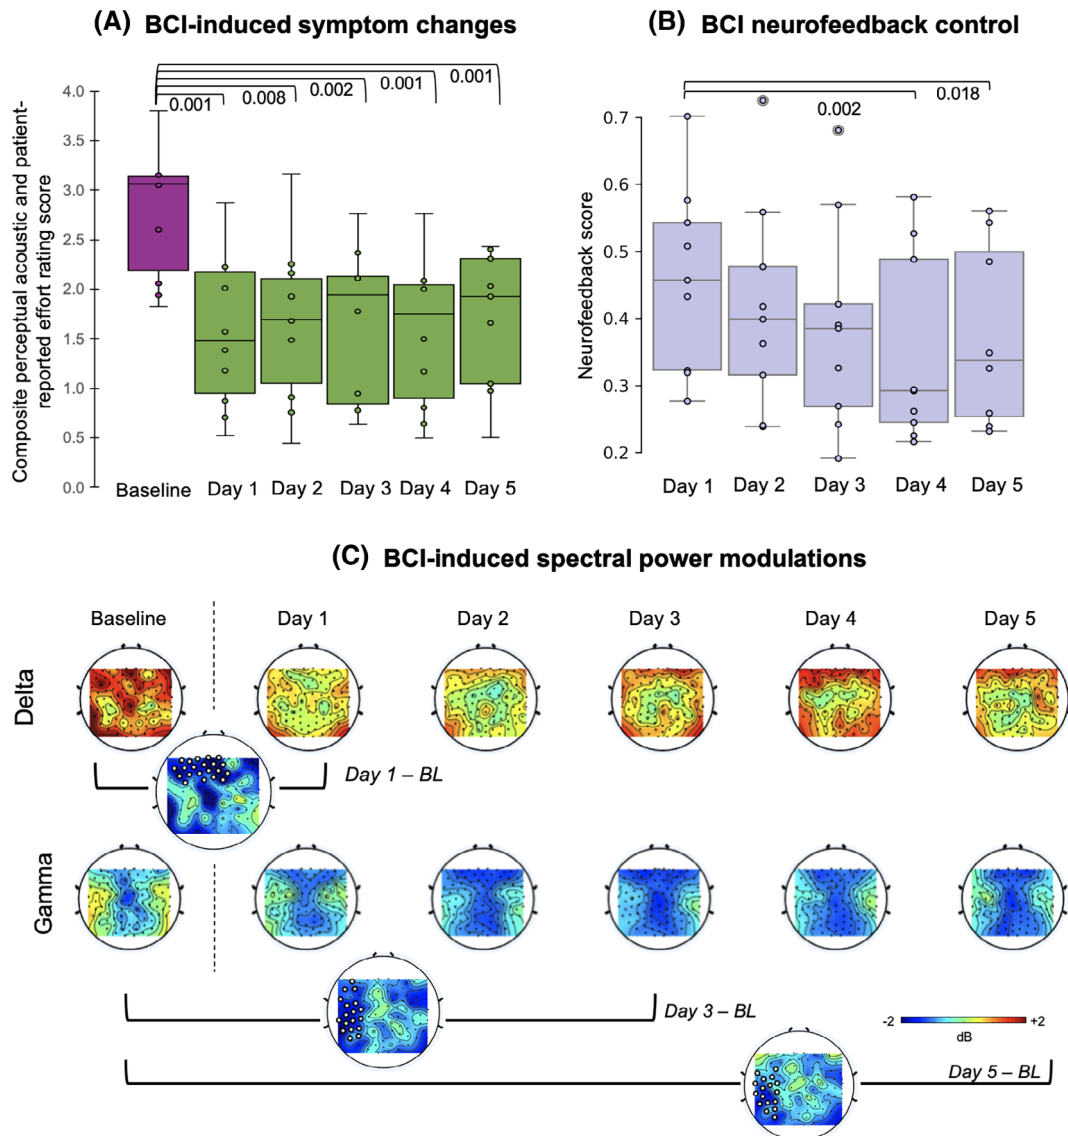 (A) BCI-induced symptom changes
0.001
0.008
0.002
0.001
0.001
Composite perceptual acoustic and patient-
reported effort rating score
4.0
3.5
3.0
2.5
2.0
1.5
1.0
0.5
0.0
Baseline Day 1 Day 2 Day 3 Day 4 Day 5
(B) BCI neurofeedback control
0.002
0.018
Neurofeedback score
0.7
0.6
0.5
0.4
0.3
0.2
Day 1 Day 2 Day 3 Day 4 Day 5
(C) BCI-induced spectral power modulations
Baseline Day 1 Day 2 Day 3 Day 4 Day 5
Delta
Day 1 – BL
Gamma
Day 3 – BL
-2 +2
dB
Day 5 – BL